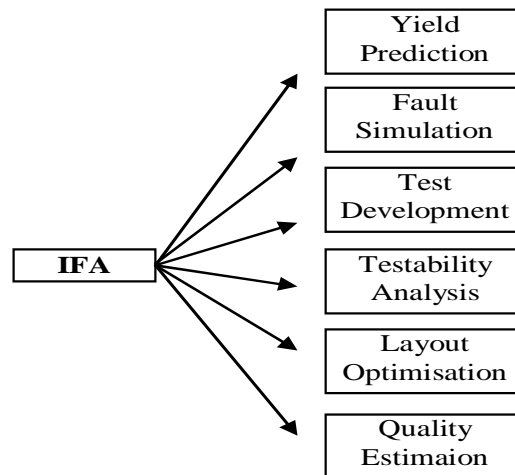 Yield
Prediction
Fault
Simulation
Test
Development
IFA
Testability
Analysis
Layout
Optimisation
Quality
Estimaion